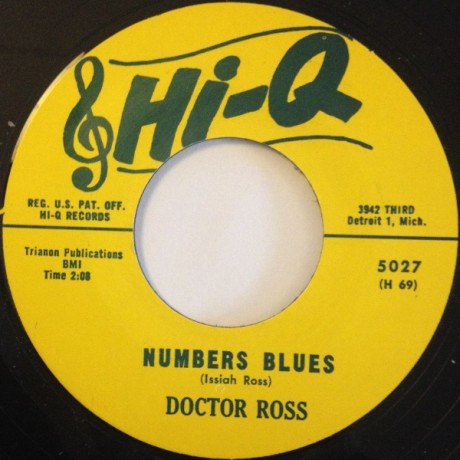 Hi-Q
REG. U.S. PAT. OFF.
HI-Q RECORDS
3942 THIRD
Detroit 1, Mich.
Trianon Publications
BMI
Time 2:08
5027
(H 69)
NUMBERS BLUES
(Issiah Ross)
DOCTOR ROSS